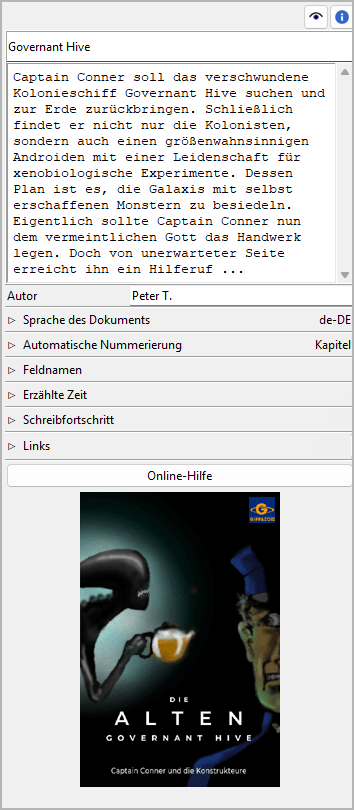 Governant Hive
Captain Conner soll das verschwundene
Kolonieschiff Governant Hive suchen und
zur Erde zurückbringen. Schließlich
findet er nicht nur die Kolonisten,
sondern auch einen größenwahnsinnigen
Androiden mit einer Leidenschaft für
xenobiologische Experimente. Dessen
Plan ist es, die Galaxis mit selbst
erschaffenen Monstern zu besiedeln.
Eigentlich sollte Captain Conner nun
dem vermeintlichen Gott das Handwerk
legen. Doch von unerwarteter Seite
erreicht ihn ein Hilferuf ...
Autor Peter T.
Sprache des Dokuments de-DE
Automatische Nummerierung Kapitel
Feldnamen
Erzählte Zeit
Schreibfortschritt
Links
Online-Hilfe
G
GIPPAZOID
DIE
ALTEN
GOVERNANT HIVE
Captain Conner und die Konstrukteure